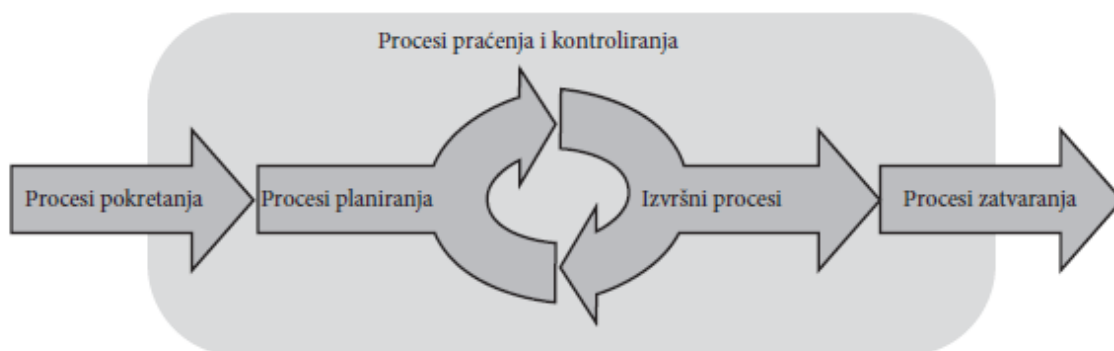 Procesi praćenja i kontroliranja
Procesi pokretanja
Procesi planiranja
Izvršni procesi
Procesi zatvaranja